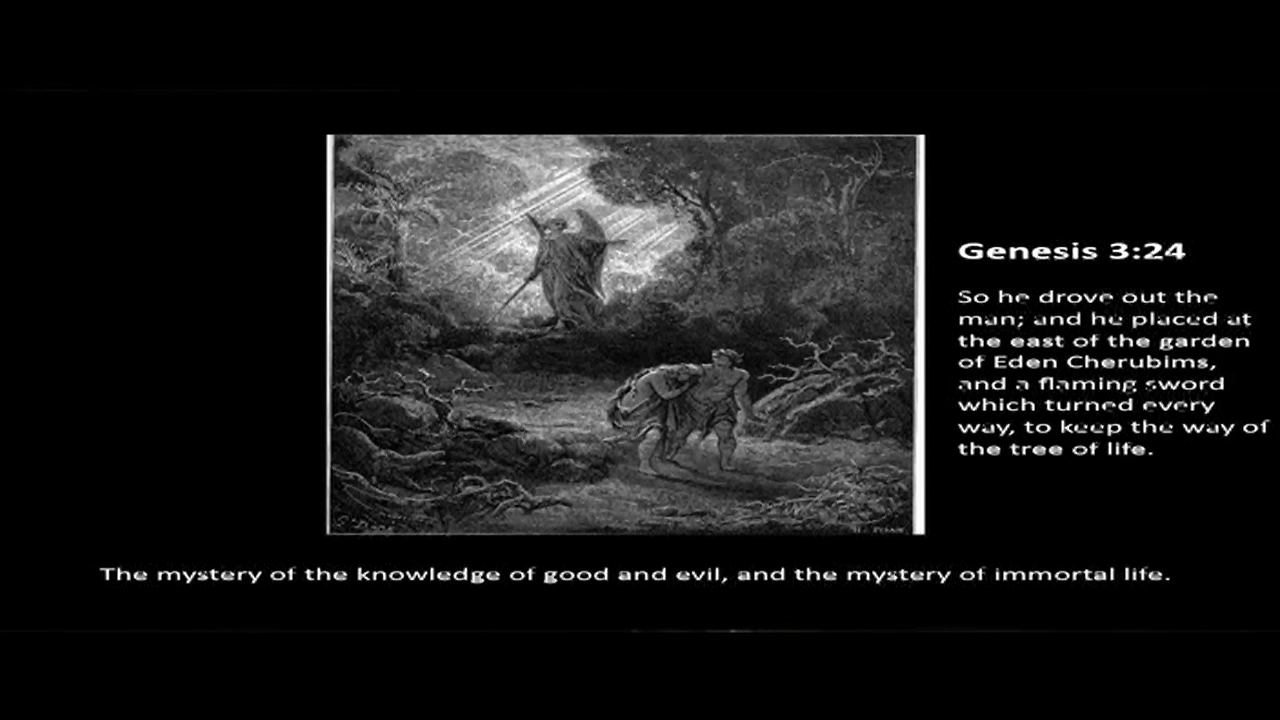 Genesis 3:24
So he drove out the
man; and he placed at
the east of the garden
of Eden Cherubims,
and a flaming sword
which turned every
way, to keep the way of
the tree of life.
The mystery of the knowledge of good and evil, and the mystery of immortal life.